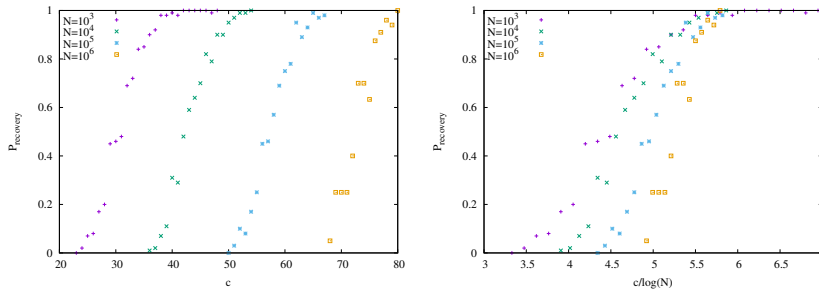 1
0.8
0.6
0.4
0.2
0
P_recovery
20 30 40 50 60 70 80
c
N=10^3
N=10^4
N=10^5
N=10^6
1
0.8
0.6
0.4
0.2
0
P_recovery
3 3.5 4 4.5 5 5.5 6 6.5
c/log(N)
N=10^3
N=10^4
N=10^5
N=10^6